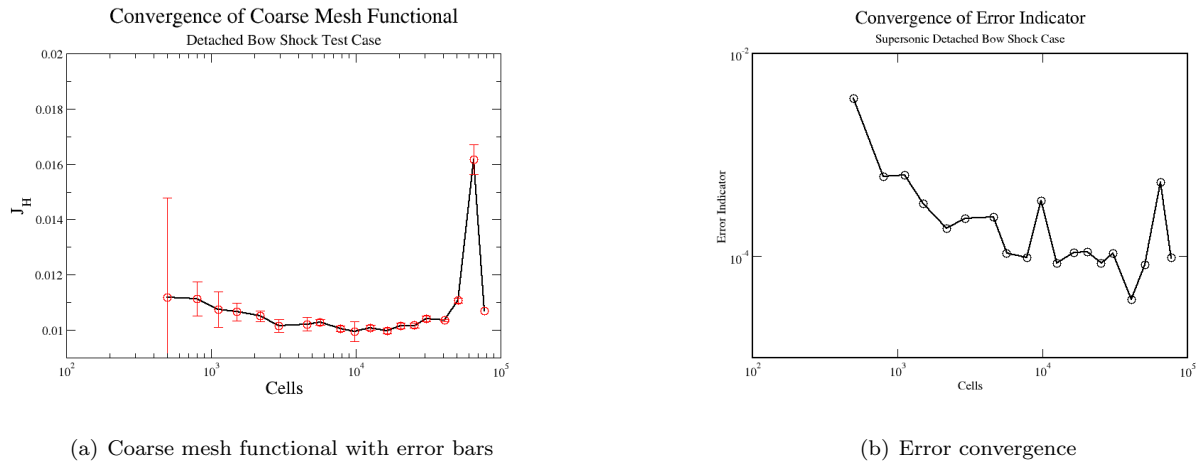 Convergence of Coarse Mesh Functional
Detached Bow Shock Test Case
0.02
0.018
0.016
0.014
0.012
0.01
J_H
10^2
10^3
10^4
10^5
Cells
(a) Coarse mesh functional with error bars
Convergence of Error Indicator
Supersonic Detached Bow Shock Case
10^-2
10^-4
Error Indicator
10^2
10^3
10^4
10^5
Cells
(b) Error convergence